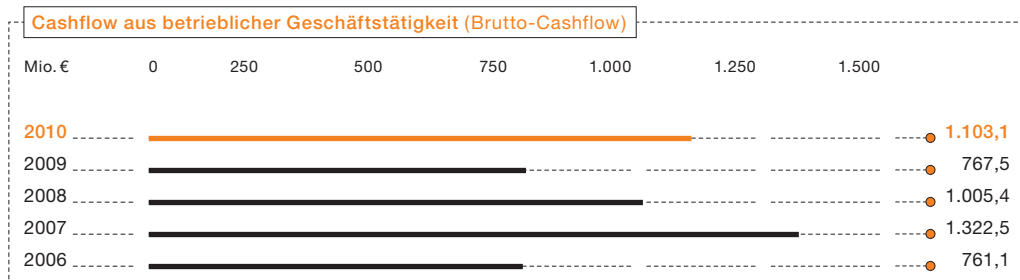 Cashflow aus betrieblicher Geschäftstätigkeit (Brutto-Cashflow)
Mio. € 0 250 500 750 1.000 1.250 1.500
2010 1.103,1
2009 767,5
2008 1.005,4
2007 1.322,5
2006 761,1